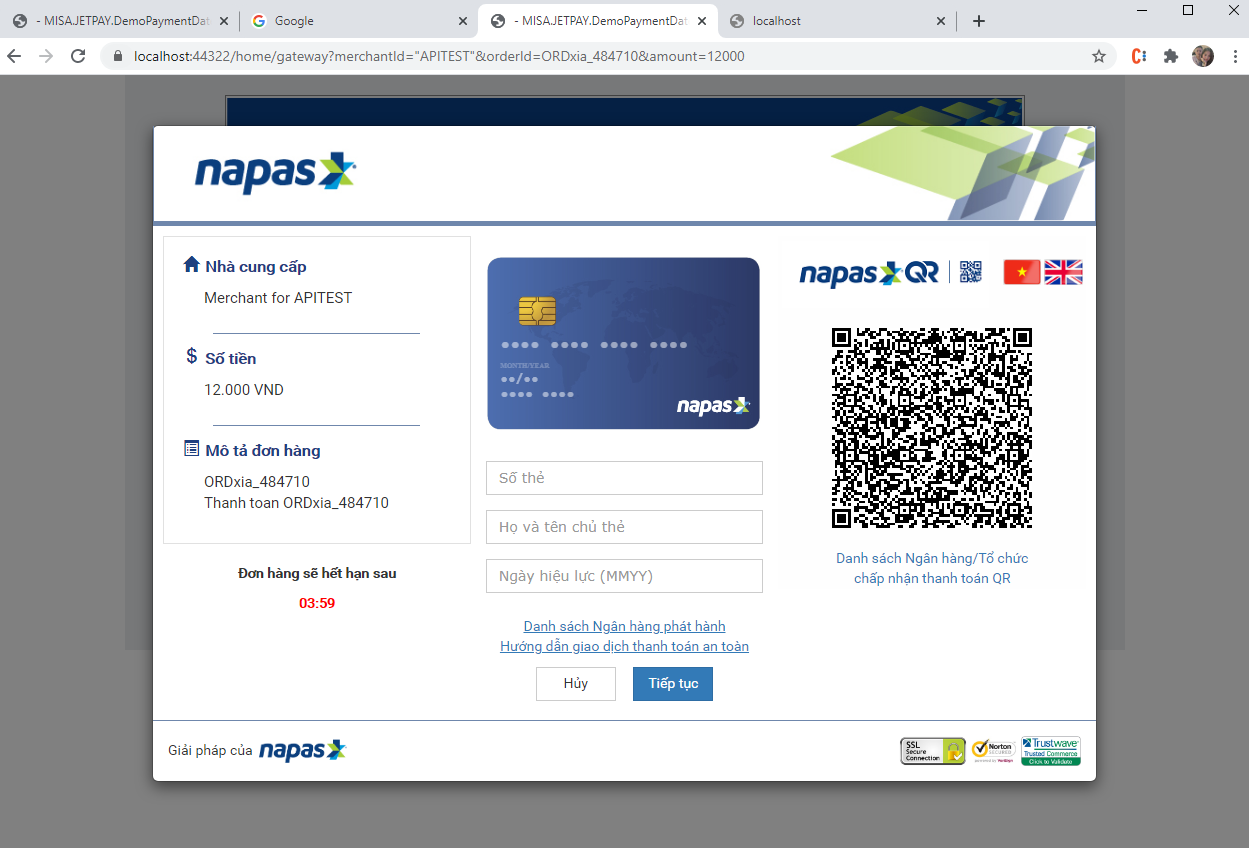 - MISAJETPAY.DemoPaymentDat
Google
- MISAJETPAY.DemoPaymentDat
localhost
localhost:44322/home/gateway?merchantId="APITEST"&orderId=ORDxia_484710&amount=12000
napas
Nhà cung cấp
Merchant for APITEST
$ Số tiền
12.000 VND
Mô tả đơn hàng
ORDxia_484710
Thanh toan ORDxia_484710
Đơn hàng sẽ hết hạn sau
03:59
MONTH/YEAR
••/••
napas
Số thẻ
Họ và tên chủ thẻ
Ngày hiệu lực (MMYY)
Danh sách Ngân hàng phát hành
Hướng dẫn giao dịch thanh toán an toàn
Hủy
Tiếp tục
napas QR
Danh sách Ngân hàng/Tổ chức
chấp nhận thanh toán QR
Giải pháp của napas
SSL
Secure
Connection
Norton
SECURED
powered by VeriSign
Trustwave
Trusted Commerce
Click to Validate